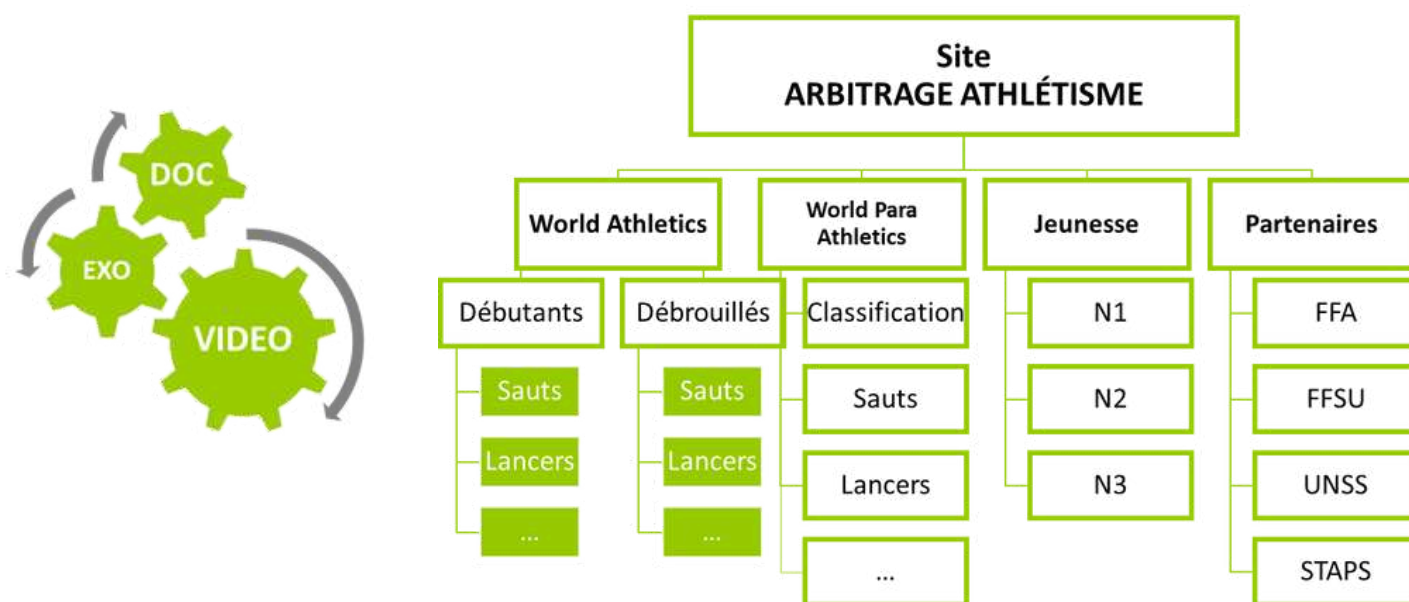 DOC
EXO
VIDEO
Site
ARBITRAGE ATHLÉTISME
World Athletics
World Para
Athletics
Jeunesse
Partenaires
Débutants
Débrouillés
Classification
N1
FFA
Sauts
Sauts
Sauts
N2
FFSU
Lancers
Lancers
Lancers
N3
UNSS
...
...
...
STAPS